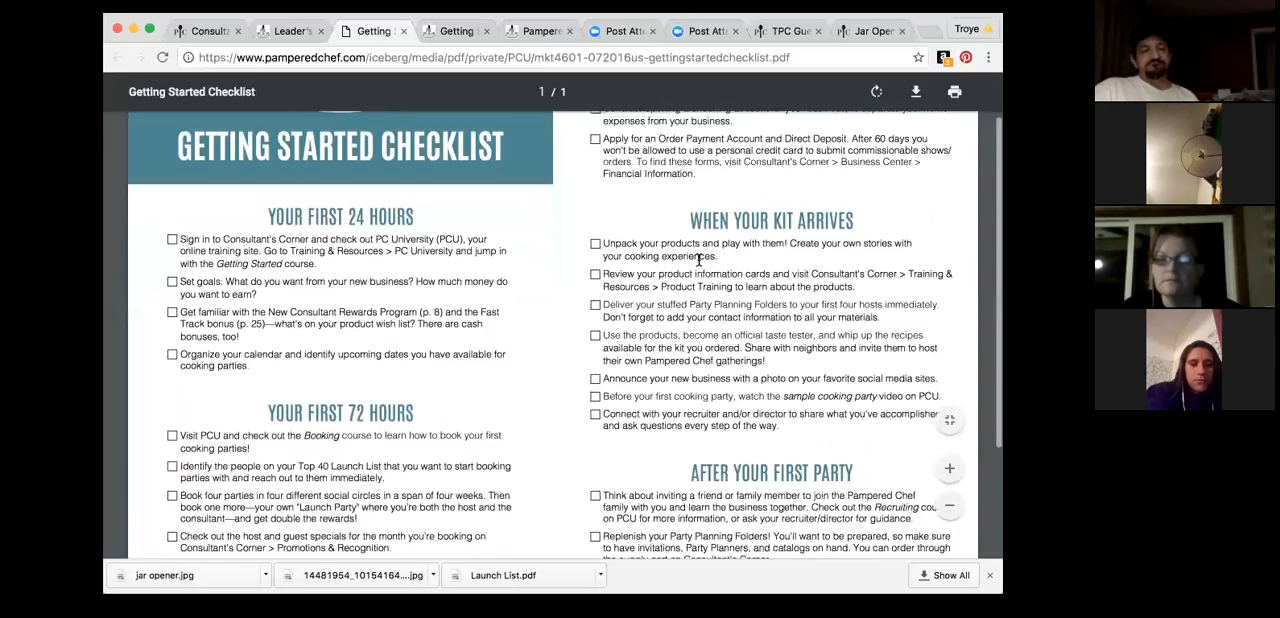 Consulta
Leader's
Getting
Getting S
Pampere
Post Atte
Post Atte
TPC Gue
Jar Open
Troye
https://www.pamperedchef.com/iceberg/media/pdf/private/PCU/mkt4601-072016us-gettingstartedchecklist.pdf
Getting Started Checklist
1 / 1
GETTING STARTED CHECKLIST
YOUR FIRST 24 HOURS
Sign in to Consultant's Corner and check out PC University (PCU), your
online training site. Go to Training & Resources > PC University and jump in
with the Getting Started course.
Set goals: What do you want from your new business? How much money do
you want to earn?
Get familiar with the New Consultant Rewards Program (p. 8) and the Fast
Track bonus (p. 25)—what's on your product wish list? There are cash
bonuses, too!
Organize your calendar and identify upcoming dates you have available for
cooking parties.
YOUR FIRST 72 HOURS
Visit PCU and check out the Booking course to learn how to book your first
cooking parties!
Identify the people on your Top 40 Launch List that you want to start booking
parties with and reach out to them immediately.
Book four parties in four different social circles in a span of four weeks. Then
book one more—your own "Launch Party" where you're both the host and the
consultant—and get double the rewards!
Check out the host and guest specials for the month you're booking on
Consultant's Corner > Promotions & Recognition.
expenses from your business.
Apply for an Order Payment Account and Direct Deposit. After 60 days you
won't be allowed to use a personal credit card to submit commissionable shows/
orders. To find these forms, visit Consultant's Corner > Business Center >
Financial Information.
WHEN YOUR KIT ARRIVES
Unpack your products and play with them! Create your own stories with
your cooking experiences.
Review your product information cards and visit Consultant's Corner > Training &
Resources > Product Training to learn about the products.
Deliver your stuffed Party Planning Folders to your first four hosts immediately.
Don't forget to add your contact information to all your materials.
Use the products, become an official taste tester, and whip up the recipes
available for the kit you ordered. Share with neighbors and invite them to host
their own Pampered Chef gatherings!
Announce your new business with a photo on your favorite social media sites.
Before your first cooking party, watch the sample cooking party video on PCU.
Connect with your recruiter and/or director to share what you've accomplishe
and ask questions every step of the way.
AFTER YOUR FIRST PARTY
Think about inviting a friend or family member to join the Pampered Chef
family with you and learn the business together. Check out the Recruiting cou
on PCU for more information, or ask your recruiter/director for guidance.
Replenish your Party Planning Folders! You'll want to be prepared, so make sure
to have invitations, Party Planners, and catalogs on hand. You can order through
jar opener.jpg
14481954_10154164....jpg
Launch List.pdf
Show All